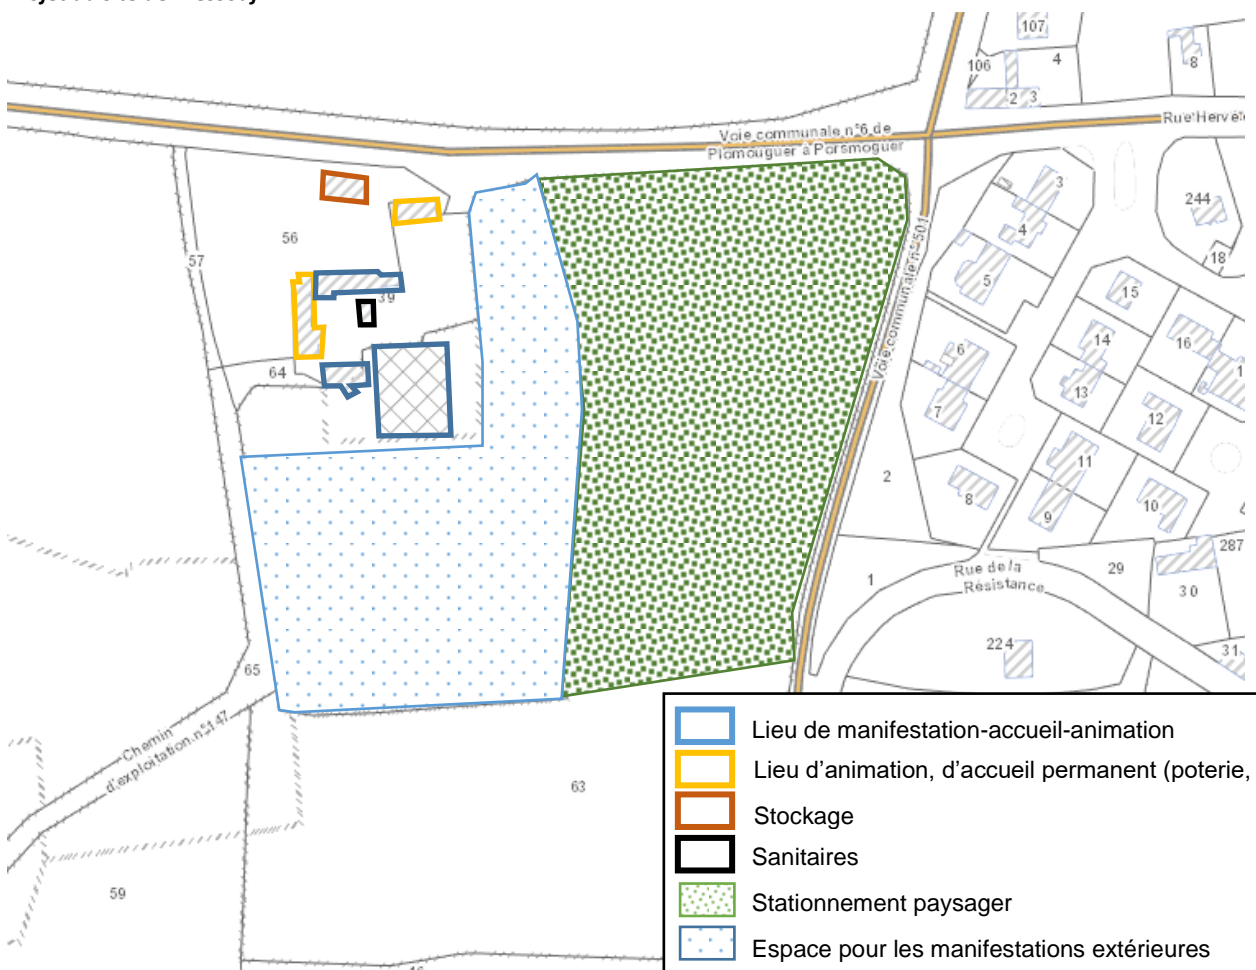 107
106
4
8
2 3
Voie communale n°6 de
Plomouguer à Porsmoguer
Rue Hervé
3
244
4
56
57
Voie communale n°501
18
5
15
39
14
16
6
1
64
13
7
12
11
2
8
10
9
287
Rue de la
Résistance
29
1
30
224
31
65
Chemin
d'exploitation n°147
63
59
Lieu de manifestation-accueil-animation
Lieu d'animation, d'accueil permanent (poterie,
Stockage
Sanitaires
Stationnement paysager
Espace pour les manifestations extérieures